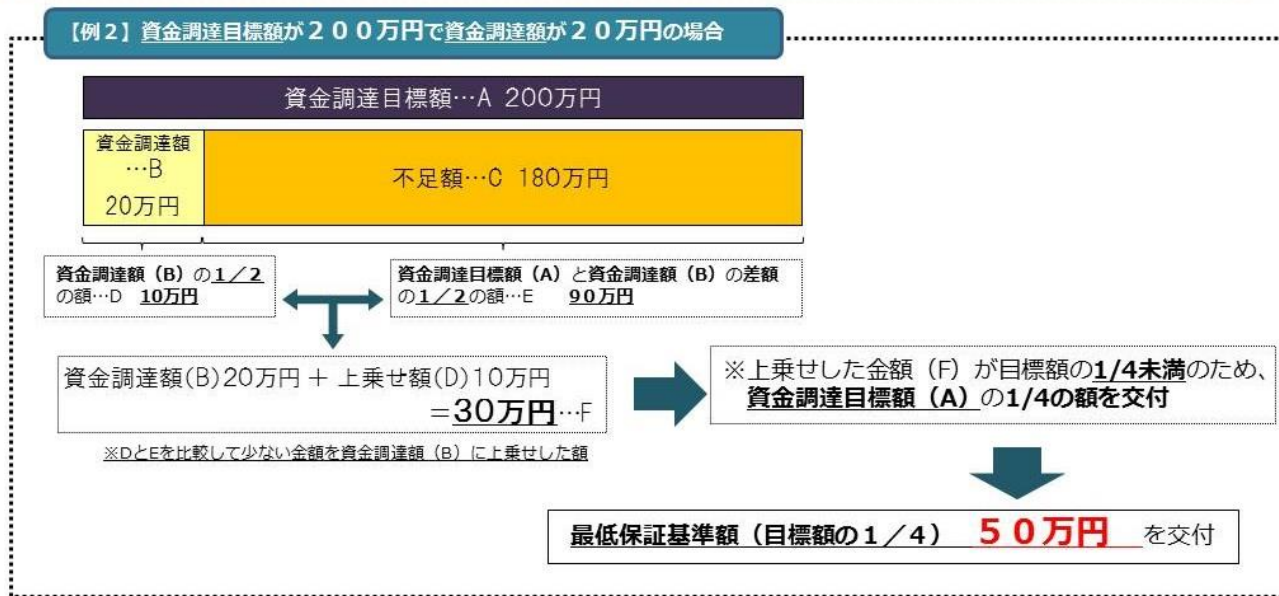 【例2】資金調達目標額が200万円で資金調達額が20万円の場合
資金調達目標額…A 200万円
資金調達額
…B
20万円
不足額…C 180万円
資金調達額（B）の1／2
の額…D 10万円
資金調達目標額（A）と資金調達額（B）の差額
の1／2の額…E 90万円
資金調達額(B)20万円 + 上乗せ額(D)10万円
=30万円…F
※DとEを比較して少ない金額を資金調達額（B）に上乗せした額
※上乗せした金額（F）が目標額の1/4未満のため、
資金調達目標額（A）の1/4の額を交付
最低保証基準額（目標額の1／4） 50万円 を交付